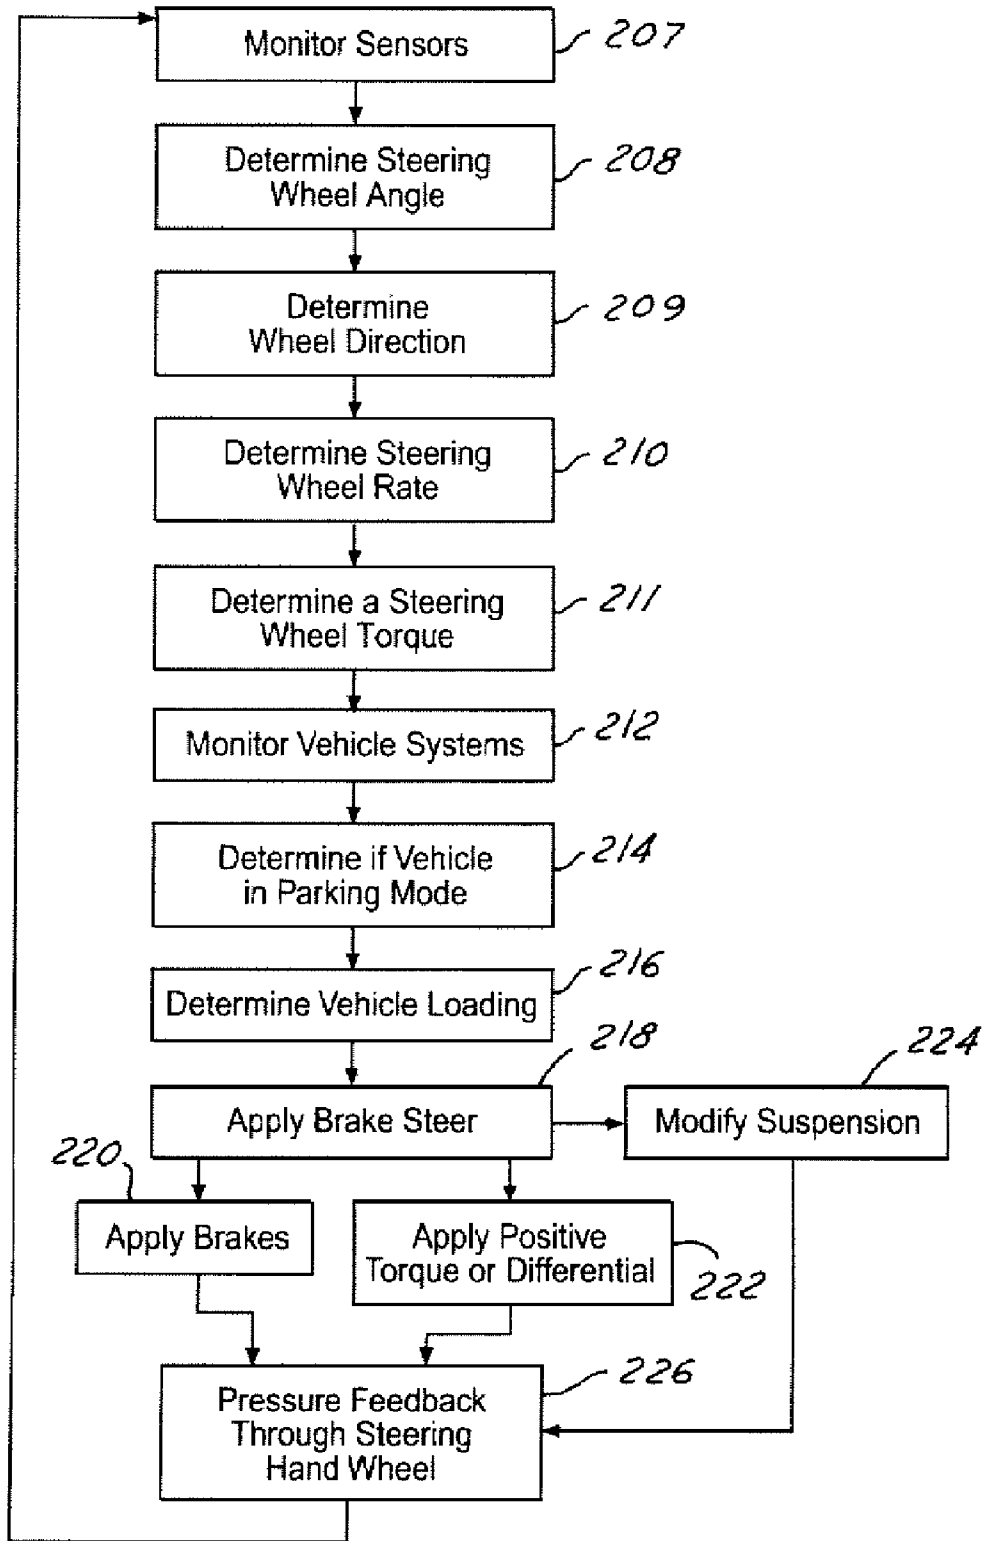 Monitor Sensors
207
Determine Steering
Wheel Angle
208
Determine
Wheel Direction
209
Determine Steering
Wheel Rate
210
Determine a Steering
Wheel Torque
211
Monitor Vehicle Systems
212
Determine if Vehicle
in Parking Mode
214
Determine Vehicle Loading
216
Apply Brake Steer
218
Modify Suspension
224
220
Apply Brakes
Apply Positive
Torque or Differential
222
Pressure Feedback
Through Steering
Hand Wheel
226